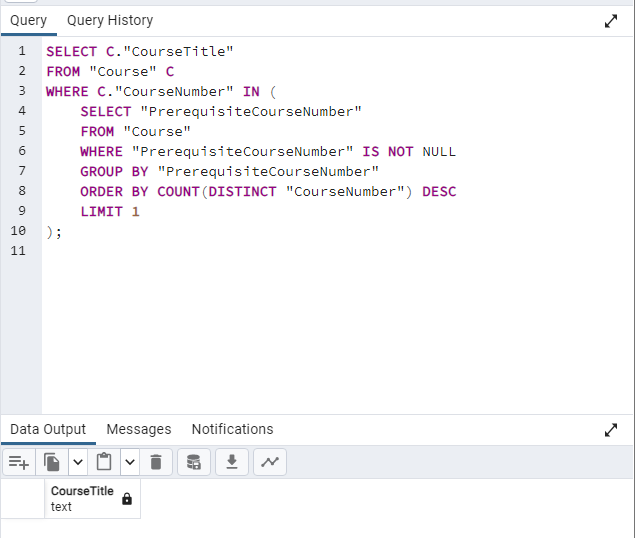 Query Query History
1 SELECT C."CourseTitle"
2 FROM "Course" C
3 WHERE C."CourseNumber" IN (
4 SELECT "PrerequisiteCourseNumber"
5 FROM "Course"
6 WHERE "PrerequisiteCourseNumber" IS NOT NULL
7 GROUP BY "PrerequisiteCourseNumber"
8 ORDER BY COUNT(DISTINCT "CourseNumber") DESC
9 LIMIT 1
10 );
11
Data Output Messages Notifications
CourseTitle
text